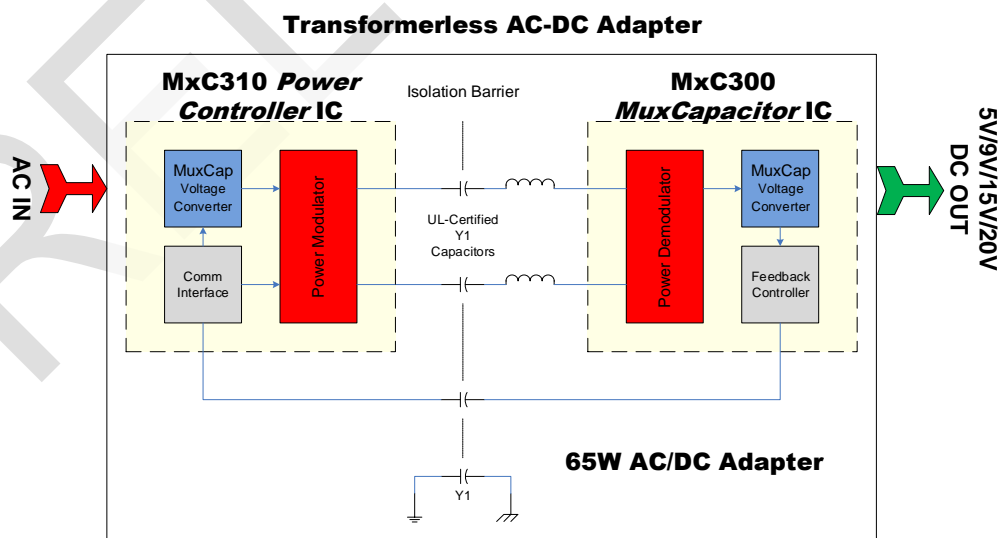 Transformerless AC-DC Adapter
MxC310 Power
Controller IC
Isolation Barrier
MxC300
MuxCapacitor IC
AC IN
MuxCap
Voltage
Converter
Comm
Interface
Power Modulator
UL-Certified
Y1
Capacitors
Power Demodulator
MuxCap
Voltage
Converter
Feedback
Controller
5V/9V/15V/20V
DC OUT
65W AC/DC Adapter
Y1